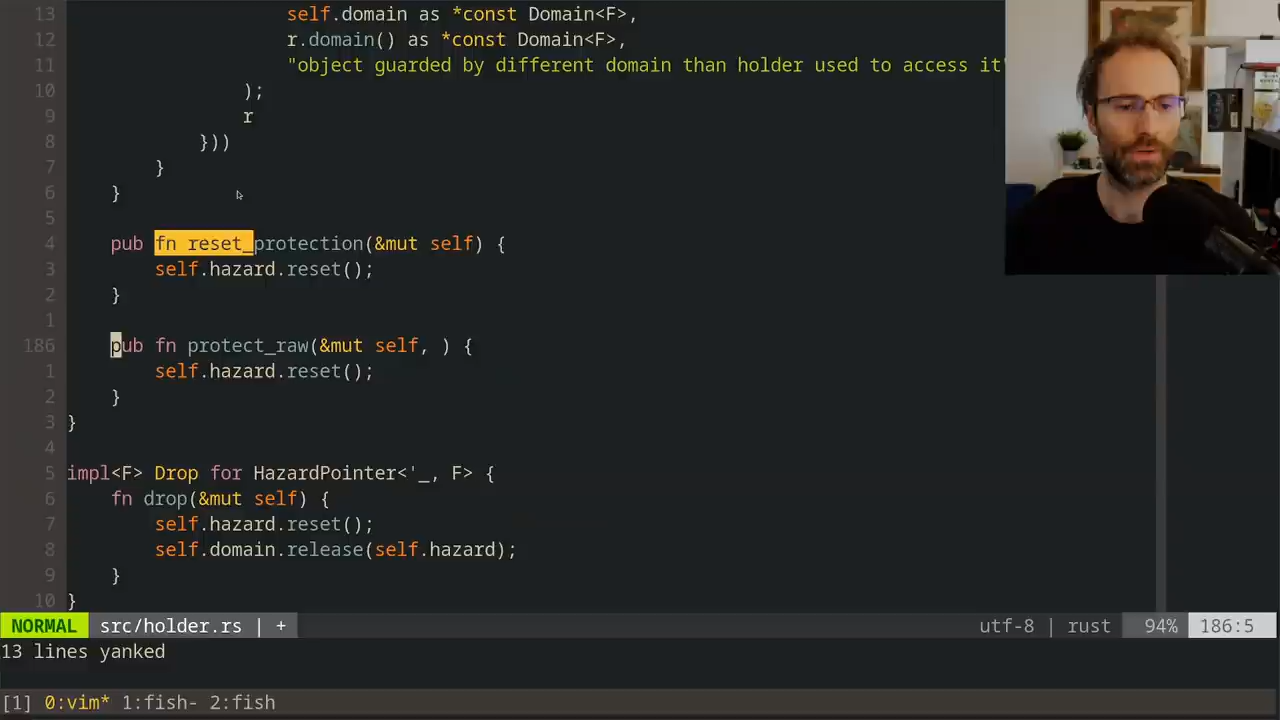 13 self.domain as *const Domain<F>,
12 r.domain() as *const Domain<F>,
11 "object guarded by different domain than holder used to access it"
10 );
9 r
8 }))
7 }
6 }
5
4 pub fn reset_protection(&mut self) {
3 self.hazard.reset();
2 }
1
186 pub fn protect_raw(&mut self, ) {
1 self.hazard.reset();
2 }
3 }
4
5 impl<F> Drop for HazardPointer<'_, F> {
6 fn drop(&mut self) {
7 self.hazard.reset();
8 self.domain.release(self.hazard);
9 }
10 }
NORMAL src/holder.rs | + utf-8 | rust 94% 186:5
13 lines yanked
[1] 0:vim* 1:fish- 2:fish